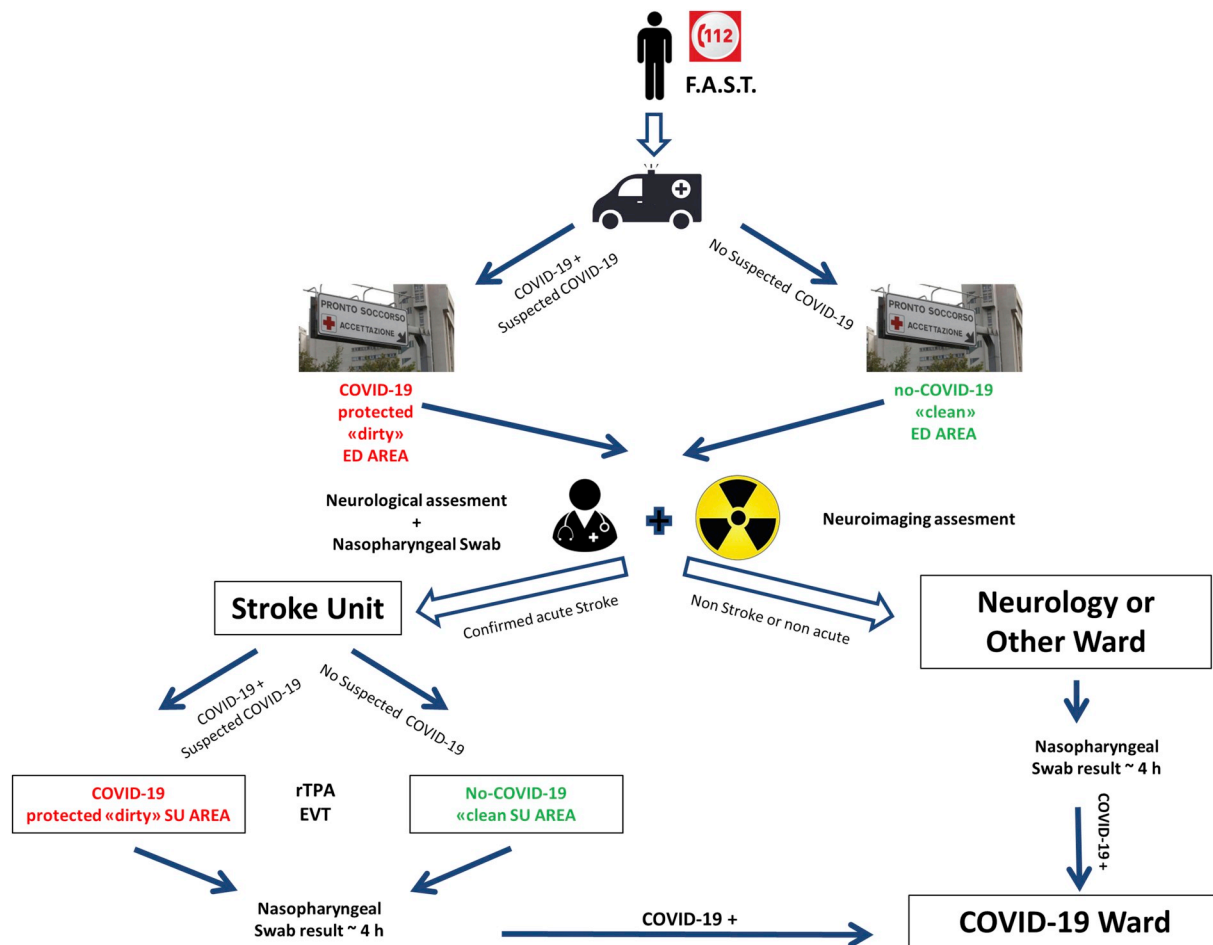 112
F.A.S.T.
COVID-19 +
Suspected COVID-19
No Suspected COVID-19
PRONTO SOCCORSO
ACCETTAZIONE
PRONTO SOCCORSO
ACCETTAZIONE
COVID-19
protected
«dirty»
ED AREA
no-COVID-19
«clean»
ED AREA
Neurological assesment
+
Nasopharyngeal Swab
Neuroimaging assesment
Stroke Unit
Confirmed acute Stroke
Non Stroke or non acute
Neurology or
Other Ward
COVID-19 +
Suspected COVID-19
No Suspected COVID-19
Nasopharyngeal
Swab result ~ 4 h
COVID-19
protected «dirty» SU AREA
rTPA
EVT
No-COVID-19
«clean SU AREA
COVID-19 +
Nasopharyngeal
Swab result ~ 4 h
COVID-19 +
COVID-19 Ward